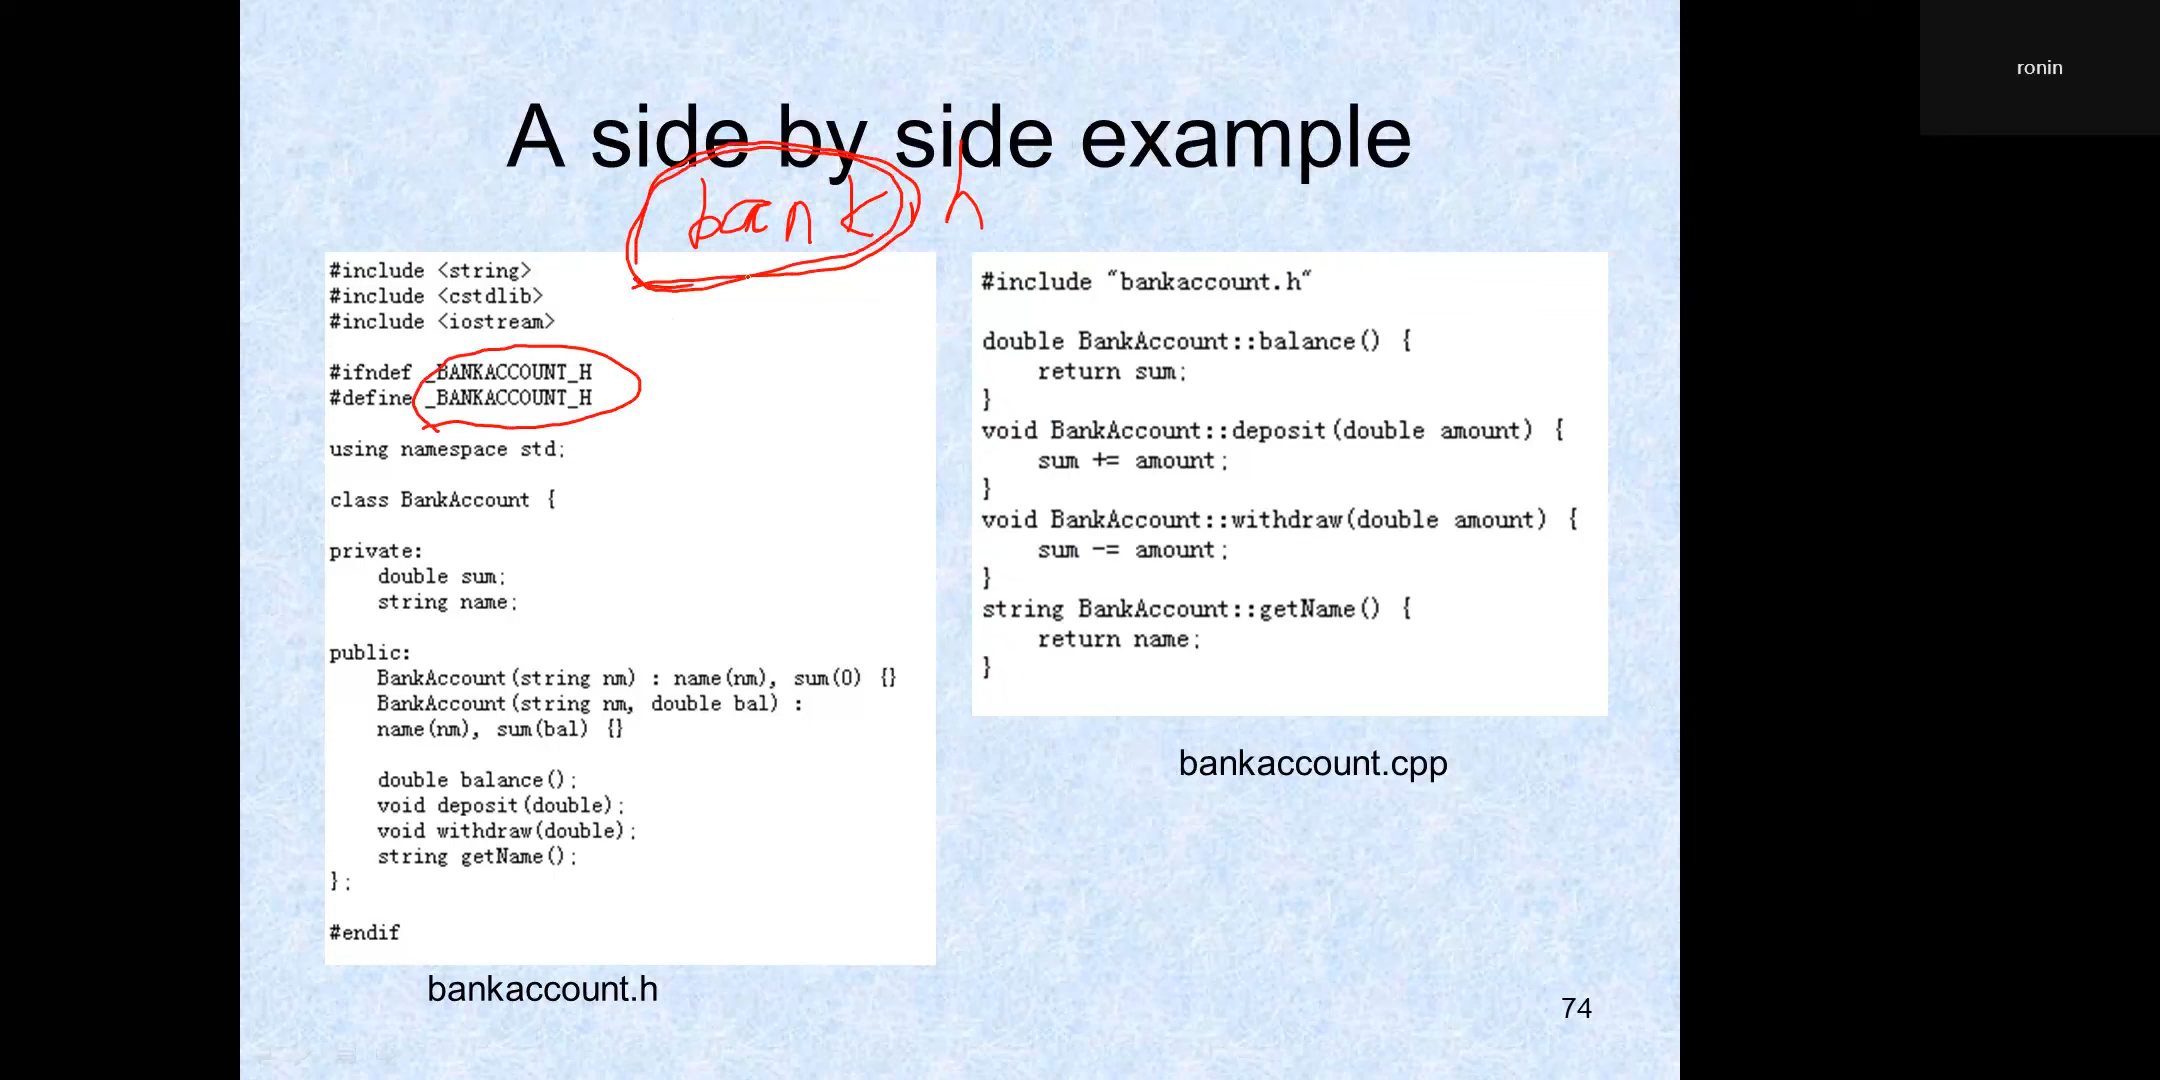 ronin
A side by side example
bank.h
#include <string>
#include <cstdlib>
#include <iostream>
#ifndef _BANKACCOUNT_H
#define _BANKACCOUNT_H
using namespace std;
class BankAccount {
private:
double sum;
string name;
public:
BankAccount(string nm) : name(nm), sum(0) {}
BankAccount(string nm, double bal) :
name(nm), sum(bal) {}
double balance();
void deposit(double);
void withdraw(double);
string getName();
};
#endif
bankaccount.h
#include “bankaccount.h“
double BankAccount::balance() {
return sum;
}
void BankAccount::deposit(double amount) {
sum += amount;
}
void BankAccount::withdraw(double amount) {
sum -= amount;
}
string BankAccount::getName() {
return name;
}
bankaccount.cpp
74